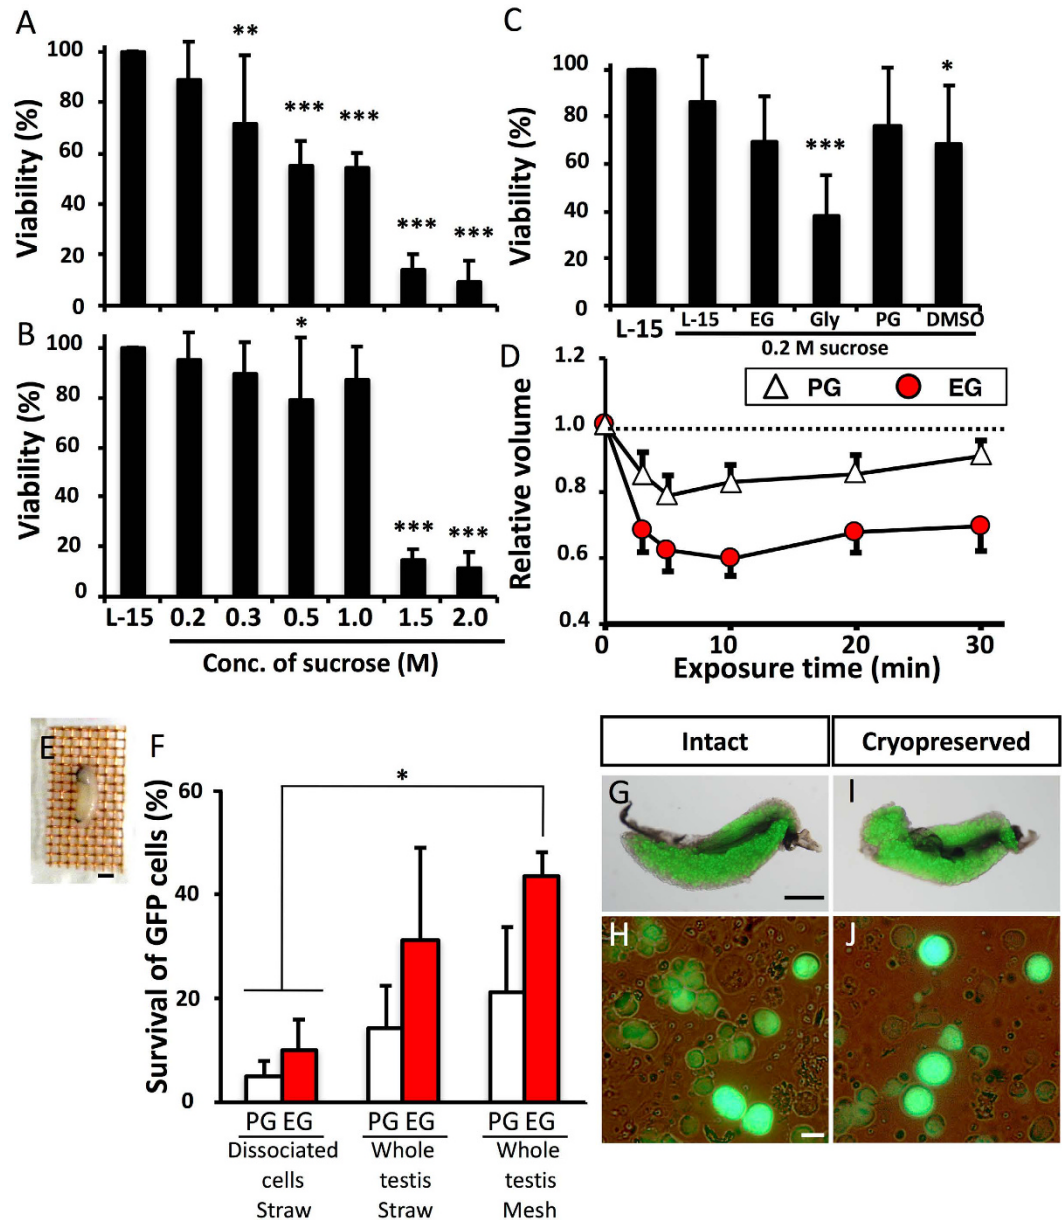 A
Viability (%)
100
80
60
40
20
0
**
***
***
***
***
B
Viability (%)
100
80
60
40
20
0
*
***
***
L-15 0.2 0.3 0.5 1.0 1.5 2.0
Conc. of sucrose (M)
C
Viability (%)
100
80
60
40
20
0
***
*
L-15 L-15 EG Gly PG DMSO
0.2 M sucrose
D
Relative volume
1.2
1.0
0.8
0.6
0.4
PG EG
0 10 20 30
Exposure time (min)
E
F
Survival of GFP cells (%)
60
40
20
0
*
PG EG PG EG PG EG
Dissociated Whole Whole
cells testis testis
Straw Straw Mesh
Intact Cryopreserved
G I
H J